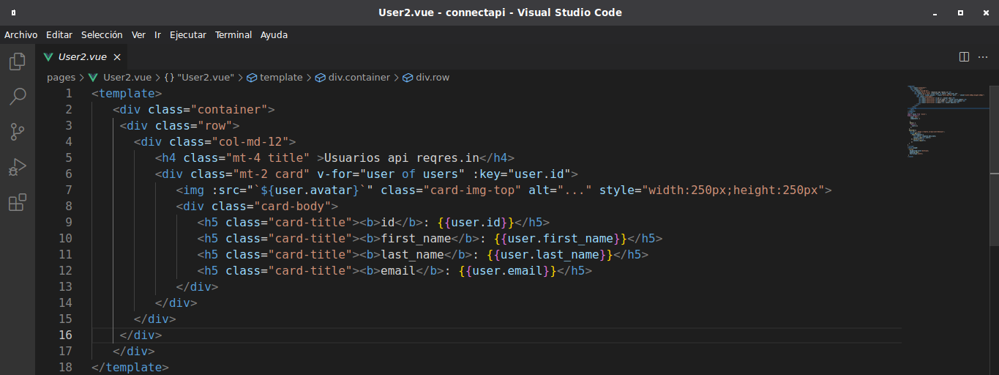 User2.vue - connectapi - Visual Studio Code
Archivo Editar Selección Ver Ir Ejecutar Terminal Ayuda
User2.vue
pages > User2.vue > {} "User2.vue" > template > div.container > div.row
1 <template>
2 <div class="container">
3 <div class="row">
4 <div class="col-md-12">
5 <h4 class="mt-4 title" >Usuarios api reqres.in</h4>
6 <div class="mt-2 card" v-for="user of users" :key="user.id">
7 <img :src="`${user.avatar}`" class="card-img-top" alt="..." style="width:250px;height:250px">
8 <div class="card-body">
9 <h5 class="card-title"><b>id</b>: {{user.id}}</h5>
10 <h5 class="card-title"><b>first_name</b>: {{user.first_name}}</h5>
11 <h5 class="card-title"><b>last_name</b>: {{user.last_name}}</h5>
12 <h5 class="card-title"><b>email</b>: {{user.email}}</h5>
13 </div>
14 </div>
15 </div>
16 </div>
17 </div>
18 </template>